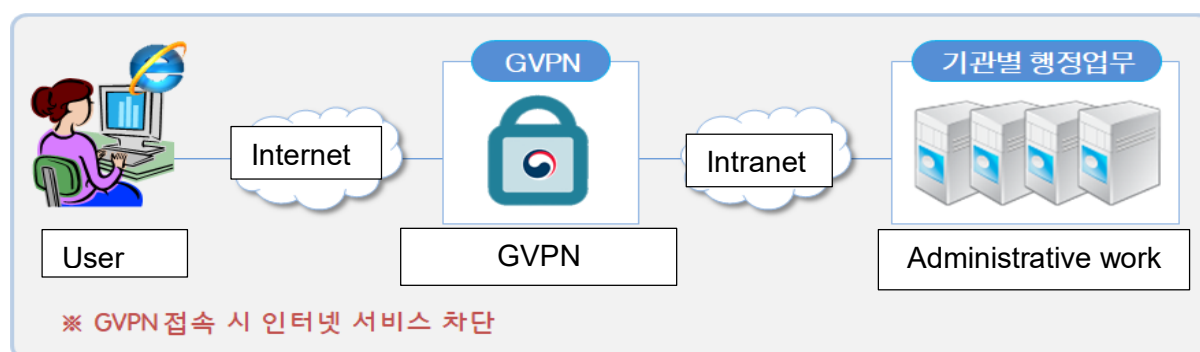 GVPN
기관별 행정업무
Internet
Intranet
User
GVPN
Administrative work
※ GVPN 접속 시 인터넷 서비스 차단